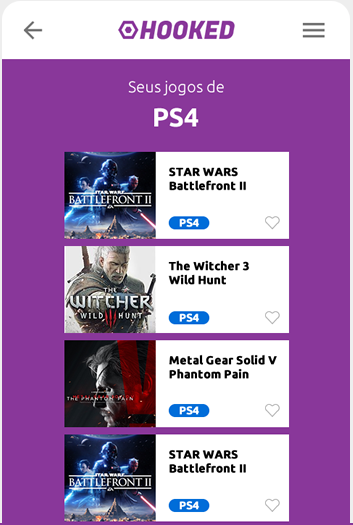 HOOKED
Seus jogos de
PS4
STAR WARS
BATTLEFRONT II
STAR WARS
Battlefront II
PS4
THE
WITCHER
WILD HUNT
The Witcher 3
Wild Hunt
PS4
THE PHANTOM PAIN
Metal Gear Solid V
Phantom Pain
PS4
STAR WARS
BATTLEFRONT II
STAR WARS
Battlefront II
PS4